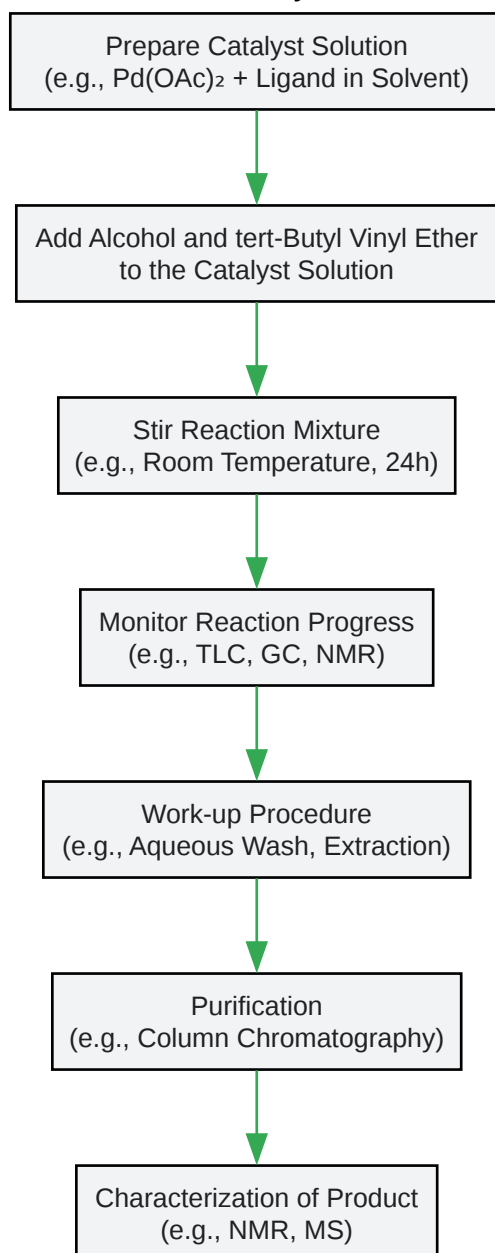 Prepare Catalyst Solution
(e.g., Pd(OAc)₂ + Ligand in Solvent)
Add Alcohol and tert-Butyl Vinyl Ether
to the Catalyst Solution
Stir Reaction Mixture
(e.g., Room Temperature, 24h)
Monitor Reaction Progress
(e.g., TLC, GC, NMR)
Work-up Procedure
(e.g., Aqueous Wash, Extraction)
Purification
(e.g., Column Chromatography)
Characterization of Product
(e.g., NMR, MS)